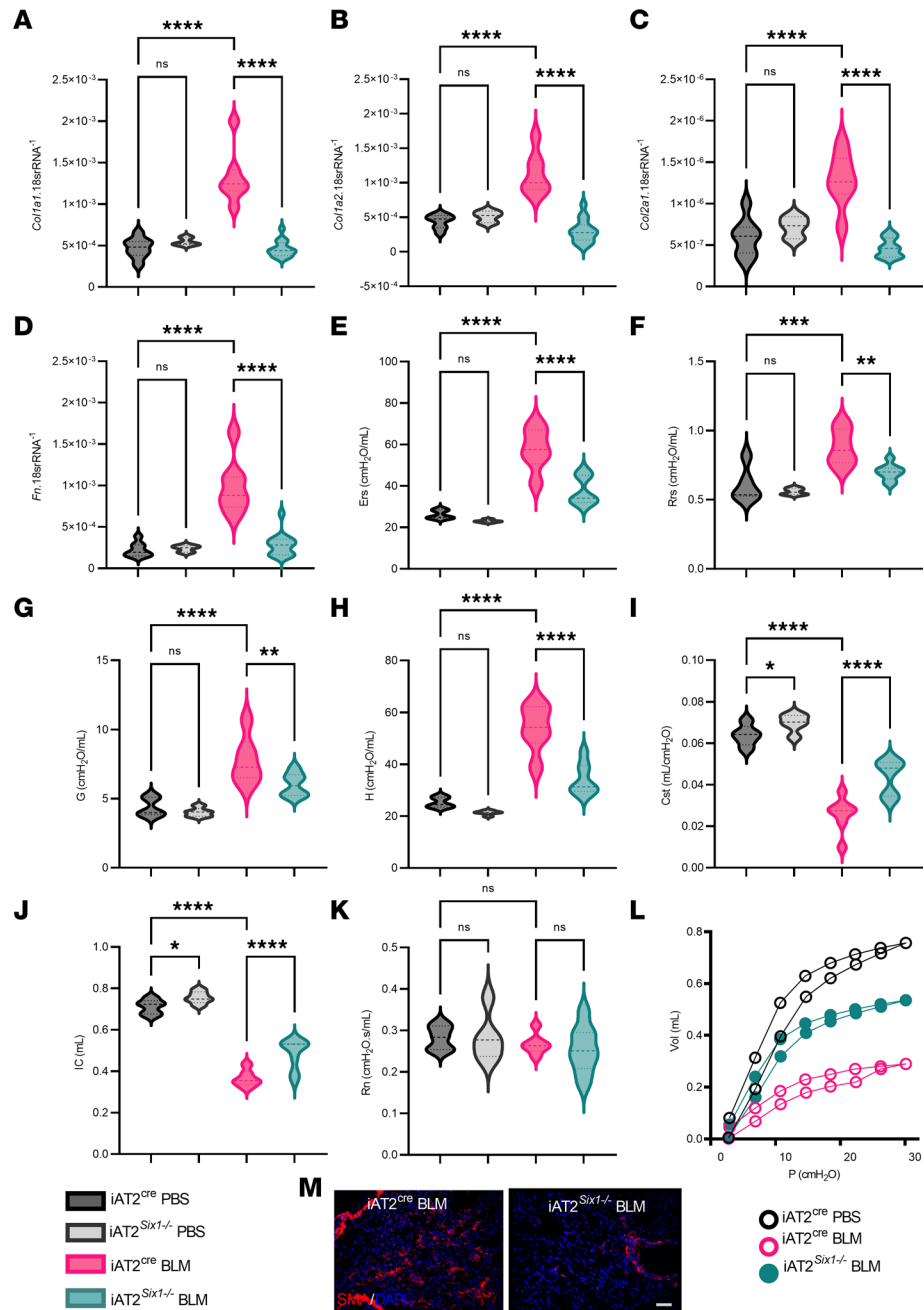 A
****
ns
****
2.5×10⁻³
2×10⁻³
1.5×10⁻³
1×10⁻³
5×10⁻⁴
0
Col1a1.18srRNA⁻¹
B
****
ns
****
2.5×10⁻³
2×10⁻³
1.5×10⁻³
1×10⁻³
5×10⁻⁴
0
-5×10⁻⁴
Col1a2.18srRNA⁻¹
C
****
ns
****
2.5×10⁻⁶
2×10⁻⁶
1.5×10⁻⁶
1×10⁻⁶
5×10⁻⁷
0
Col2a1.18srRNA⁻¹
D
****
ns
****
2.5×10⁻³
2×10⁻³
1.5×10⁻³
1×10⁻³
5×10⁻⁴
0
Fn.18srRNA⁻¹
E
****
ns
****
100
80
60
40
20
0
Ers (cmH₂O/mL)
F
***
ns
**
1.5
1.0
0.5
0.0
Rrs (cmH₂O/mL)
G
****
ns
**
15
10
5
0
G (cmH₂O/mL)
H
****
ns
****
80
60
40
20
0
H (cmH₂O/mL)
I
****
*
****
0.10
0.08
0.06
0.04
0.02
0.00
Cst (mL/cmH₂O)
J
****
*
****
1.0
0.8
0.6
0.4
0.2
0.0
IC (mL)
K
ns
ns
ns
0.5
0.4
0.3
0.2
0.1
0.0
Rn (cmH₂O.s/mL)
L
0.8
0.6
0.4
0.2
0.0
Vol (mL)
0 10 20 30
P (cmH₂O)
iAT2ᶜʳᵉ PBS
iAT2^Six1-/- PBS
iAT2ᶜʳᵉ BLM
iAT2^Six1-/- BLM
M
iAT2ᶜʳᵉ BLM
iAT2^Six1-/- BLM
SMA/DAPI
iAT2ᶜʳᵉ PBS
iAT2ᶜʳᵉ BLM
iAT2^Six1-/- BLM